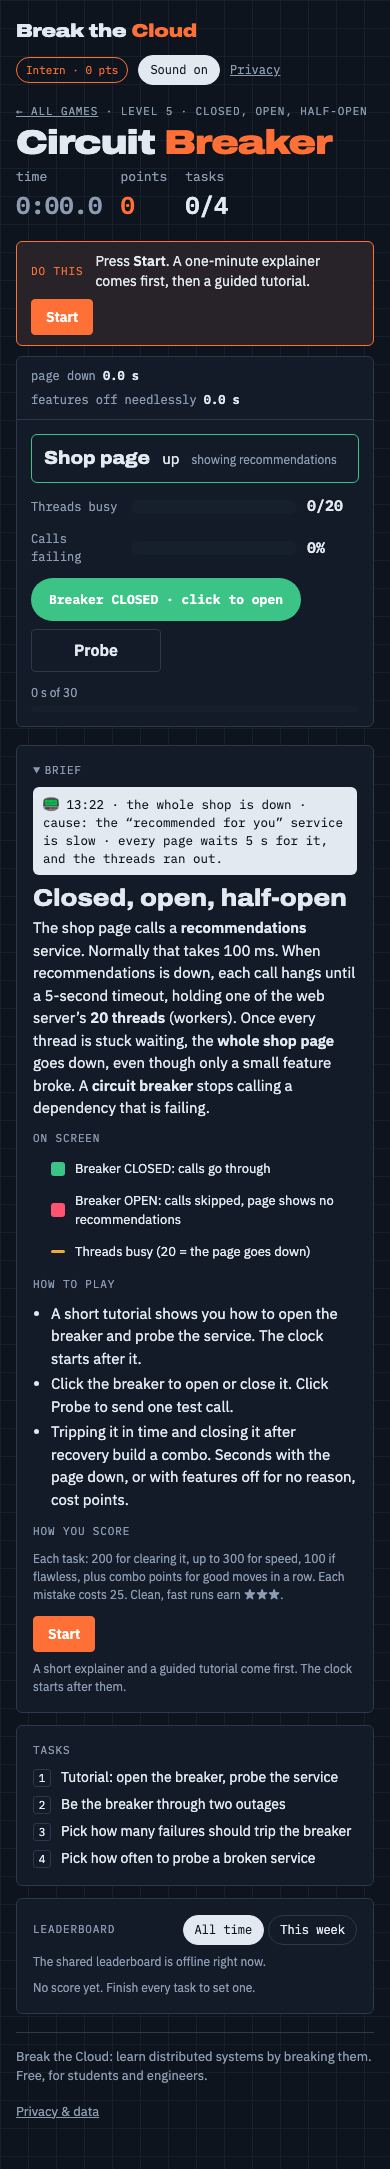 Break the Cloud
Intern · 0 pts
Sound on
Privacy
← ALL GAMES · LEVEL 5 · CLOSED, OPEN, HALF-OPEN
Circuit Breaker
time points tasks
0:00.0 0 0/4
DO THIS
Press Start. A one-minute explainer
comes first, then a guided tutorial.
Start
page down 0.0 s
features off needlessly 0.0 s
Shop page up showing recommendations
Threads busy 0/20
Calls
failing 0%
Breaker CLOSED · click to open
Probe
0 s of 30
▼ BRIEF
13:22 · the whole shop is down ·
cause: the “recommended for you” service
is slow · every page waits 5 s for it,
and the threads ran out.
Closed, open, half-open
The shop page calls a recommendations
service. Normally that takes 100 ms. When
recommendations is down, each call hangs until
a 5-second timeout, holding one of the web
server’s 20 threads (workers). Once every
thread is stuck waiting, the whole shop page
goes down, even though only a small feature
broke. A circuit breaker stops calling a
dependency that is failing.
ON SCREEN
Breaker CLOSED: calls go through
Breaker OPEN: calls skipped, page shows no
recommendations
Threads busy (20 = the page goes down)
HOW TO PLAY
• A short tutorial shows you how to open the
breaker and probe the service. The clock
starts after it.
• Click the breaker to open or close it. Click
Probe to send one test call.
• Tripping it in time and closing it after
recovery build a combo. Seconds with the
page down, or with features off for no reason,
cost points.
HOW YOU SCORE
Each task: 200 for clearing it, up to 300 for speed, 100 if
flawless, plus combo points for good moves in a row. Each
mistake costs 25. Clean, fast runs earn ★★★.
Start
A short explainer and a guided tutorial come first. The clock
starts after them.
TASKS
1 Tutorial: open the breaker, probe the service
2 Be the breaker through two outages
3 Pick how many failures should trip the breaker
4 Pick how often to probe a broken service
LEADERBOARD All time This week
The shared leaderboard is offline right now.
No score yet. Finish every task to set one.
Break the Cloud: learn distributed systems by breaking them.
Free, for students and engineers.
Privacy & data